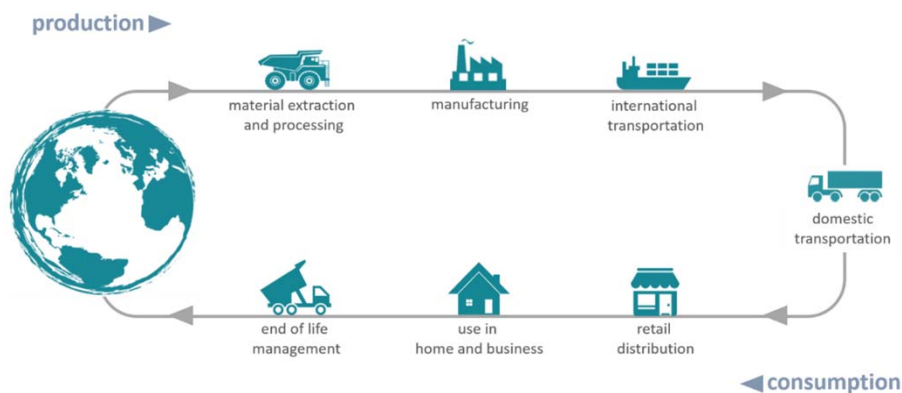 production
material extraction
and processing
manufacturing
international
transportation
domestic
transportation
retail
distribution
use in
home and business
end of life
management
consumption